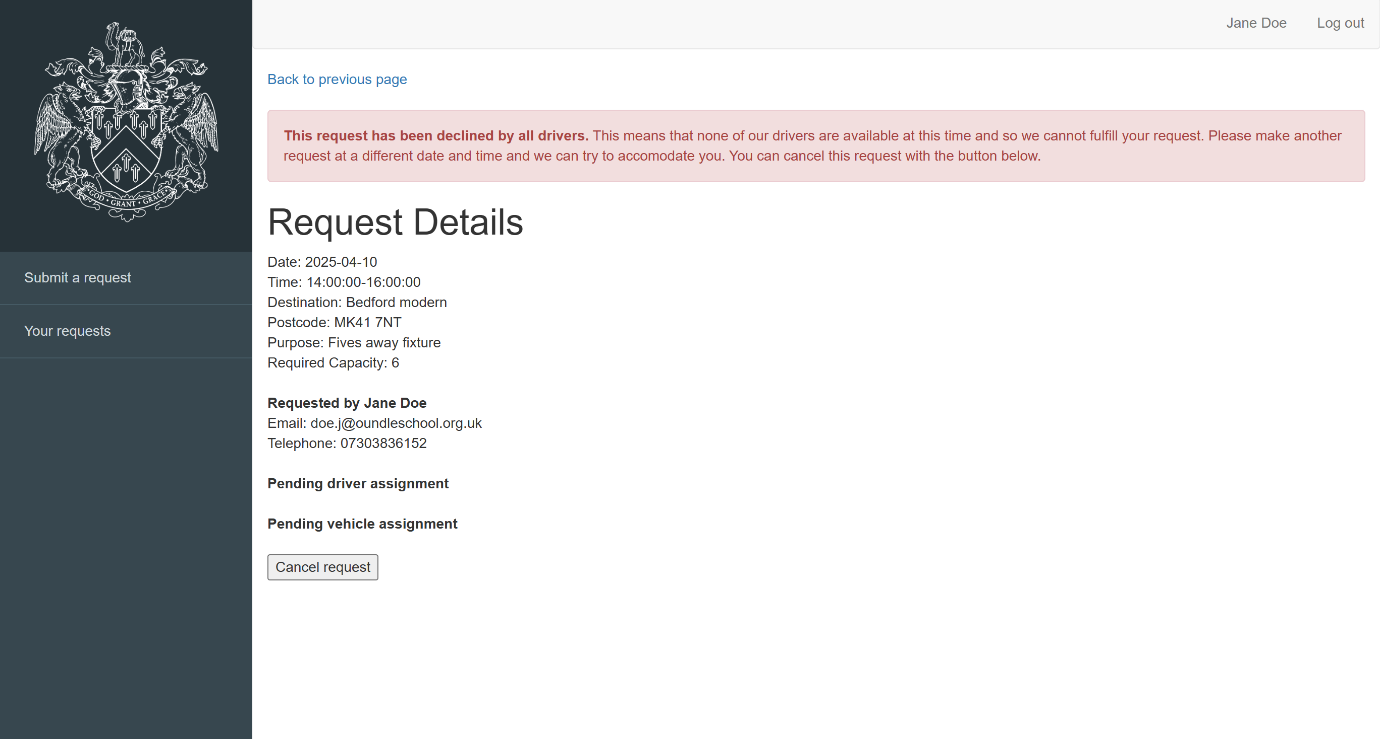 Jane Doe Log out
Back to previous page
This request has been declined by all drivers. This means that none of our drivers are available at this time and so we cannot fulfill your request. Please make another
request at a different date and time and we can try to accomodate you. You can cancel this request with the button below.
GOD · GRANT · GRACE
Request Details
Submit a request
Your requests
Date: 2025-04-10
Time: 14:00:00-16:00:00
Destination: Bedford modern
Postcode: MK41 7NT
Purpose: Fives away fixture
Required Capacity: 6
Requested by Jane Doe
Email: doe.j@oundleschool.org.uk
Telephone: 07303836152
Pending driver assignment
Pending vehicle assignment
Cancel request